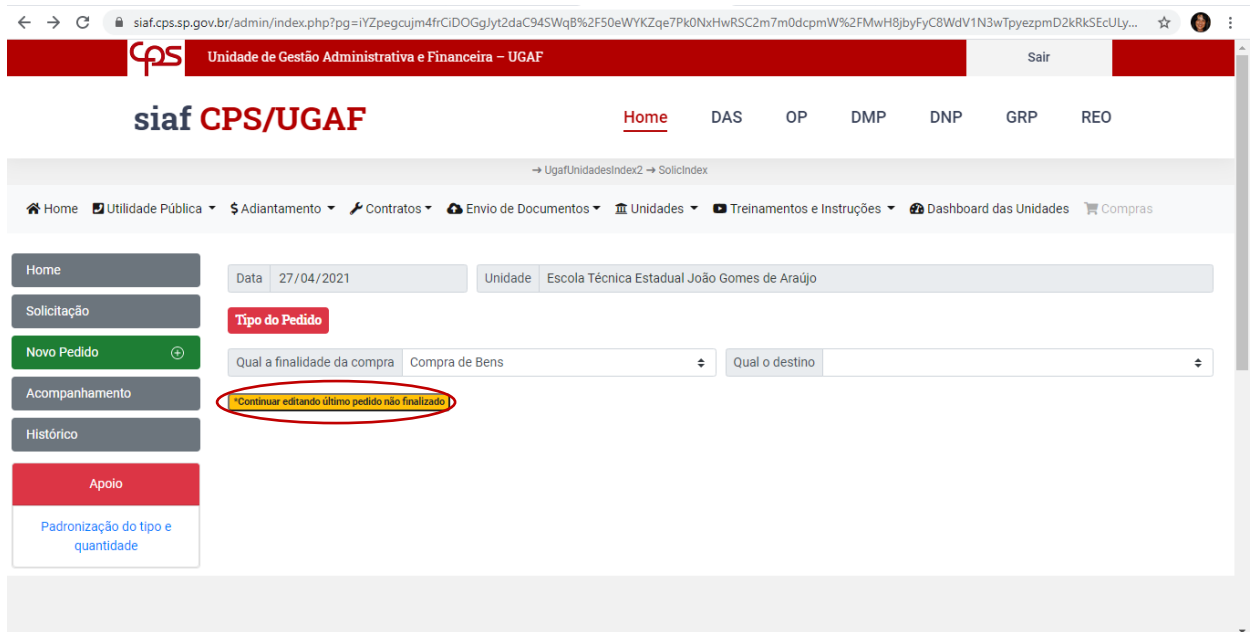 siaf.cps.sp.gov.br/admin/index.php?pg=iYZpegcujm4frCiDOGgJyt2daC94SWqB%2F50eWYKZqe7Pk0NxHwRSC2m7m0dcpmW%2FMwH8jbyFyC8WdV1N3wTpyezpmD2kRkSEcULy...
cps Unidade de Gestão Administrativa e Financeira – UGAF Sair
siaf CPS/UGAF Home DAS OP DMP DNP GRP REO
→ UgafUnidadesIndex2 → SolicIndex
Home Utilidade Pública $ Adiantamento Contratos Envio de Documentos Unidades Treinamentos e Instruções Dashboard das Unidades Compras
Home
Solicitação
Novo Pedido
Acompanhamento
Histórico
Apoio
Padronização do tipo e
quantidade
Data 27/04/2021 Unidade Escola Técnica Estadual João Gomes de Araújo
Tipo do Pedido
Qual a finalidade da compra Compra de Bens Qual o destino
*Continuar editando último pedido não finalizado